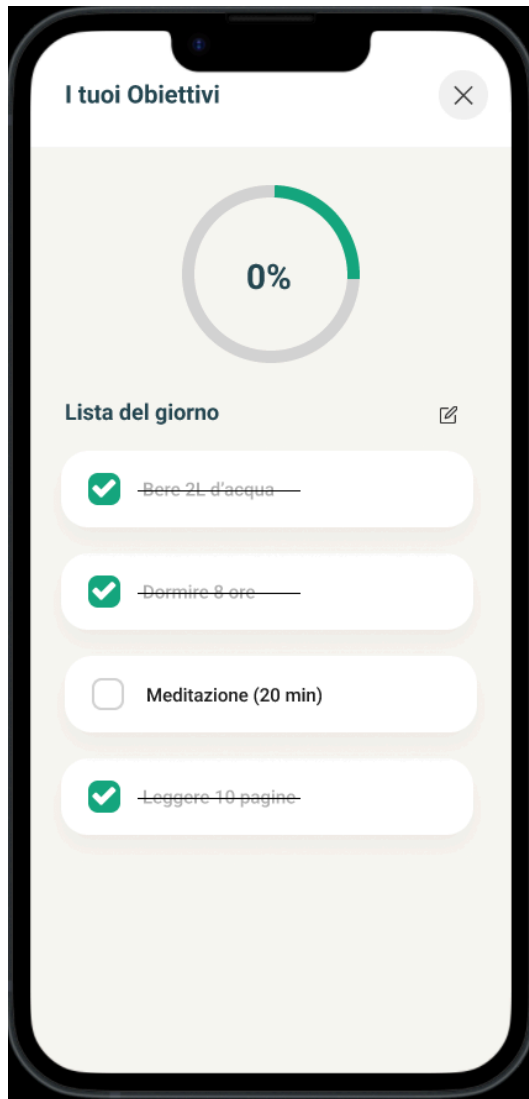 I tuoi Obiettivi
0%
Lista del giorno
Bere 2L d'acqua
Dormire 8 ore
Meditazione (20 min)
Leggere 10 pagine